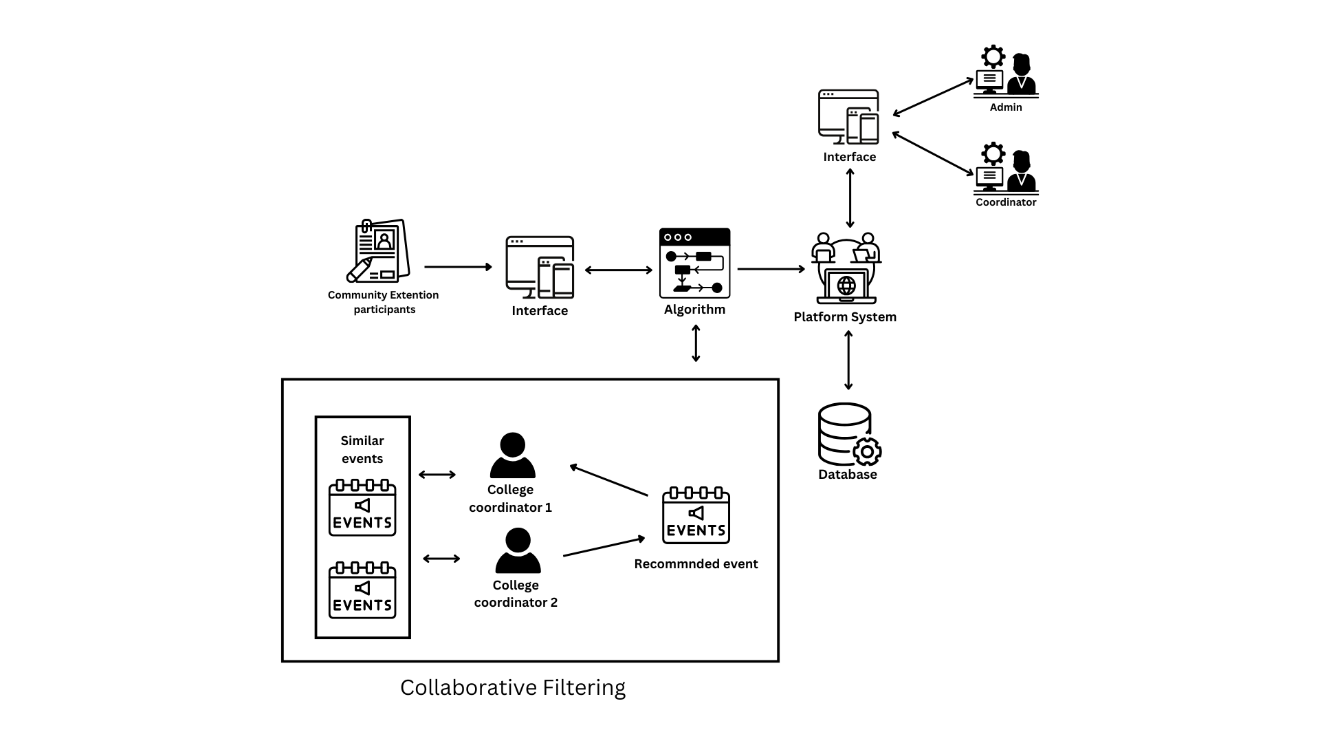 Admin
Interface
Coordinator
Community Extention
participants
Interface
Algorithm
Platform System
Similar
events
EVENTS
EVENTS
College
coordinator 1
College
coordinator 2
EVENTS
Recommnded event
Database
Collaborative Filtering